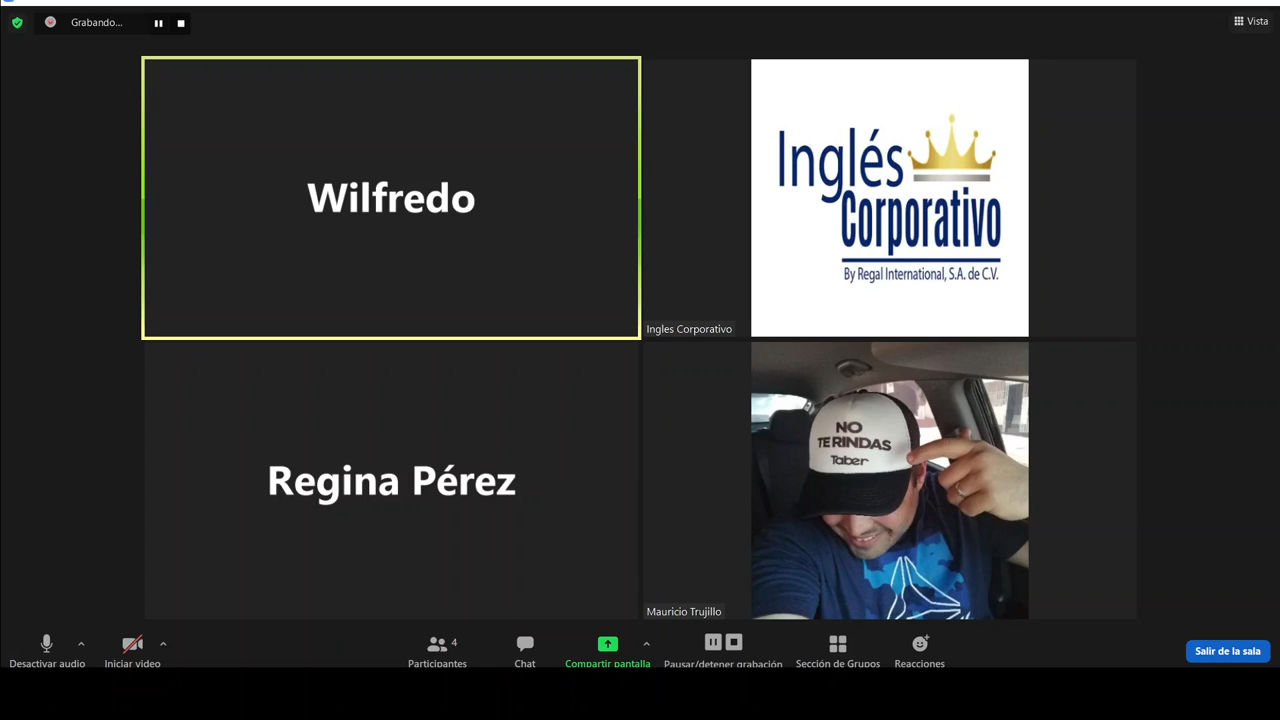 Grabando...
Vista
Wilfredo
Inglés
Corporativo
By Regal International, S.A. de C.V.
Ingles Corporativo
Regina Pérez
NO
TE RINDAS
Taber
Mauricio Trujillo
Desactivar audio
Iniciar video
4
Participantes
Chat
Compartir pantalla
Pausar/detener grabación
Sección de Grupos
Reacciones
Salir de la sala